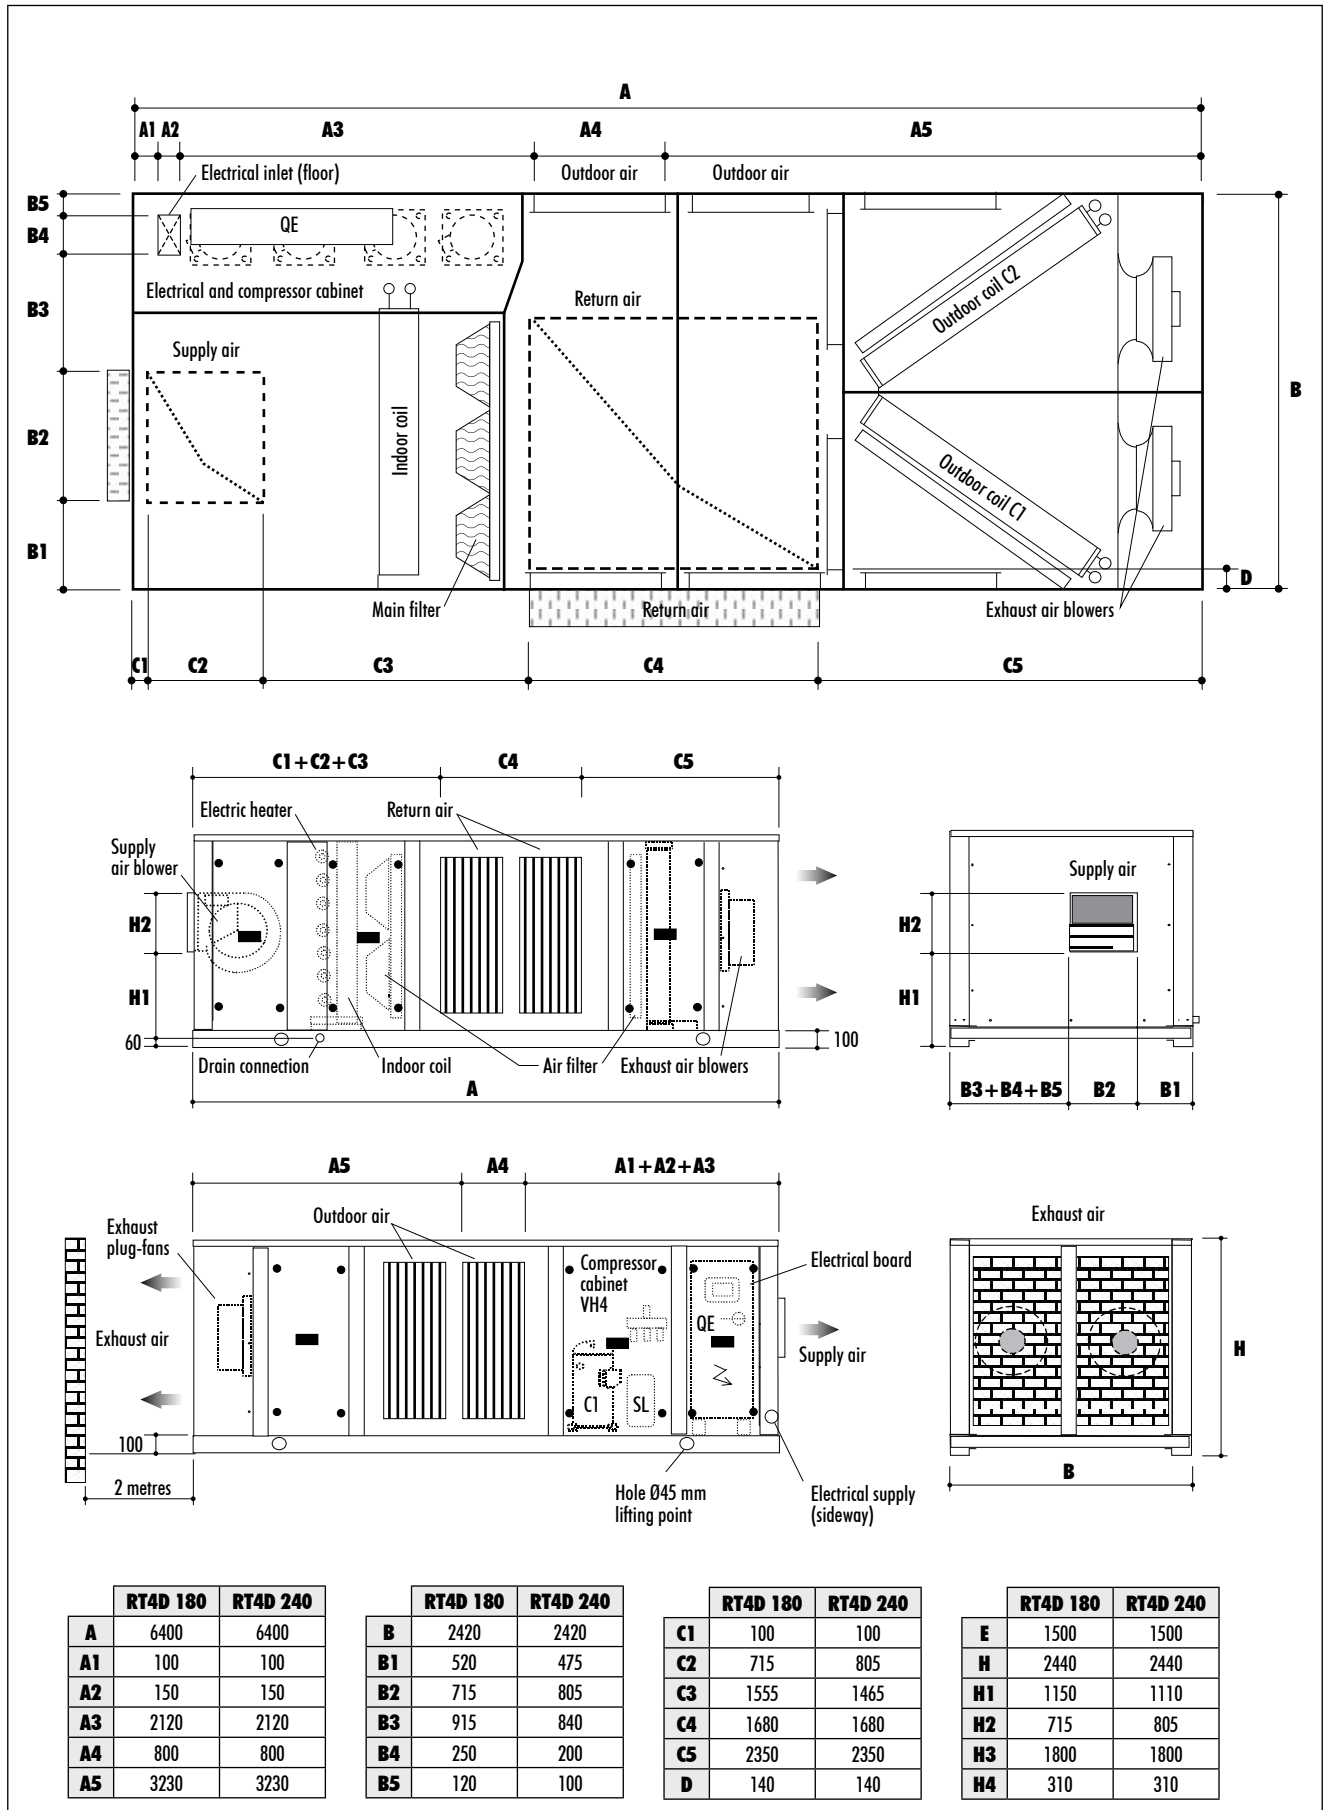 A
A1 A2 A3 A4 A5
Electrical inlet (floor)
Outdoor air
Outdoor air
B5
B4
QE
B3
Electrical and compressor cabinet
Return air
Outdoor coil C2
Supply air
B
B2
Indoor coil
Outdoor coil C1
B1
D
Main filter
Return air
Exhaust air blowers
C1 C2 C3 C4 C5
C1+C2+C3 C4 C5
Electric heater
Return air
Supply
air blower
Supply air
H2
H2
H1
H1
60
100
Drain connection
Indoor coil
Air filter
Exhaust air blowers
A
B3+B4+B5 B2 B1
A5 A4 A1+A2+A3
Outdoor air
Exhaust air
Exhaust
plug-fans
Compressor
cabinet
VH4
Electrical board
QE
Exhaust air
Supply air
H
C1
SL
100
B
2 metres
Hole Ø45 mm
lifting point
Electrical supply
(sideway)
RT4D 180 RT4D 240
A 6400 6400
A1 100 100
A2 150 150
A3 2120 2120
A4 800 800
A5 3230 3230
RT4D 180 RT4D 240
B 2420 2420
B1 520 475
B2 715 805
B3 915 840
B4 250 200
B5 120 100
RT4D 180 RT4D 240
C1 100 100
C2 715 805
C3 1555 1465
C4 1680 1680
C5 2350 2350
D 140 140
RT4D 180 RT4D 240
E 1500 1500
H 2440 2440
H1 1150 1110
H2 715 805
H3 1800 1800
H4 310 310